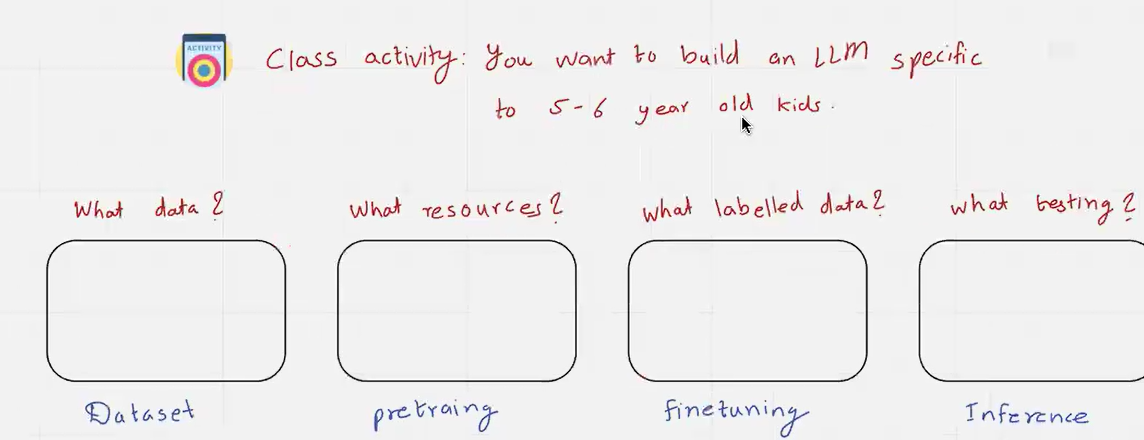 ACTIVITY
Class activity: You want to build an LLM specific
to 5-6 year old kids.
What data?
What resources?
What labelled data?
what testing?
Dataset
pretraing
finetuning
Inference